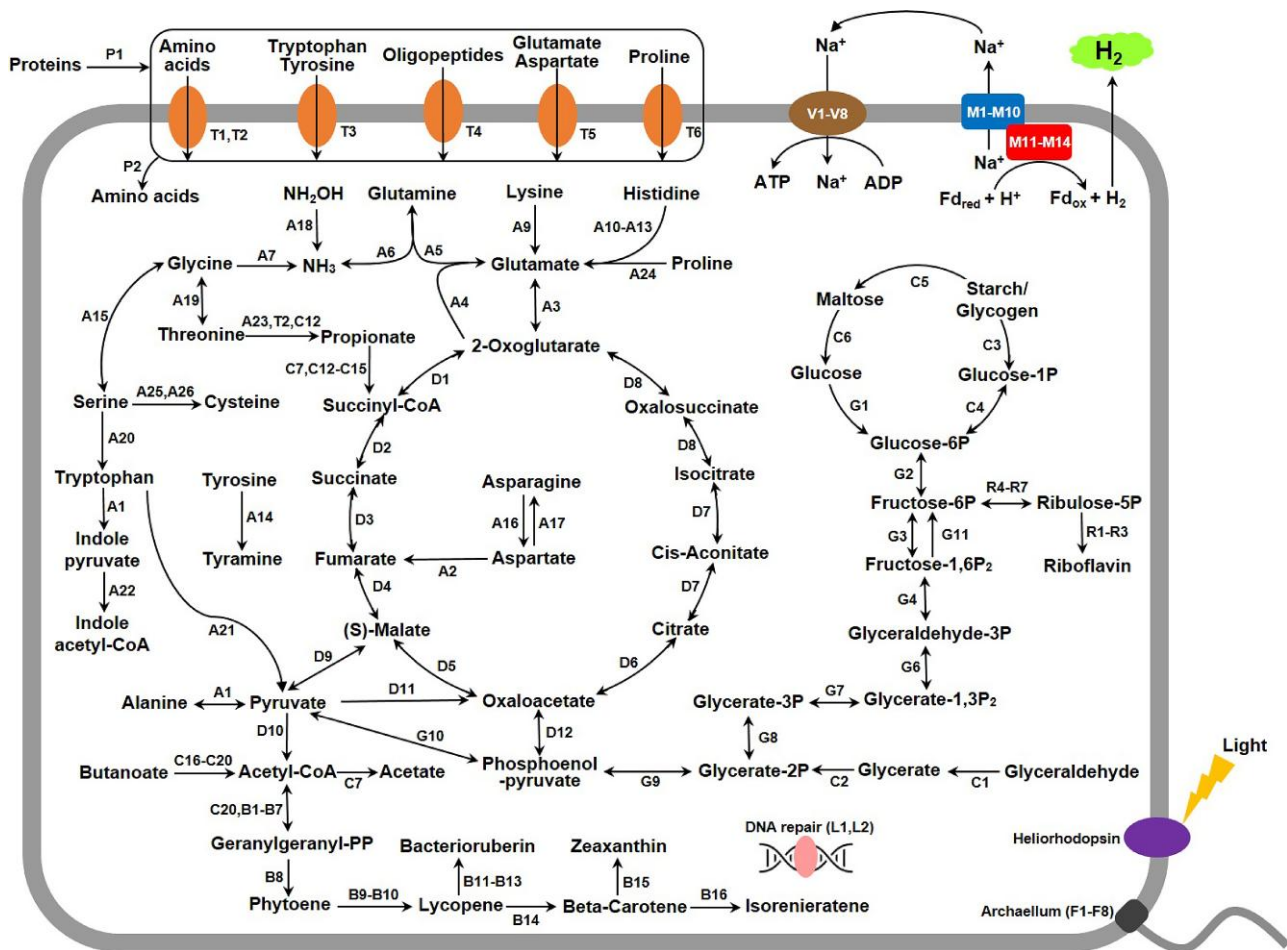 Proteins
P1
Amino
acids
Tryptophan
Tyrosine
Oligopeptides
Glutamate
Aspartate
Proline
T1,T2
T3
T4
T5
T6
P2
Amino acids
Na⁺
Na⁺
H₂
V1-V8
M1-M10
M11-M14
Na⁺
ATP
Na⁺
ADP
Fdred + H⁺
Fdox + H₂
NH₂OH
Glutamine
Lysine
Histidine
A18
A9
A10-A13
Glycine
A7
NH₃
A6
A5
Glutamate
A24
Proline
A15
A19
A4
A3
Threonine
A23,T2,C12
Propionate
2-Oxoglutarate
C7,C12-C15
D1
D8
Serine
A25,A26
Cysteine
Succinyl-CoA
Oxalosuccinate
A20
D2
D8
Tryptophan
Tyrosine
Succinate
Asparagine
Isocitrate
A1
A14
D3
A16
A17
D7
Indole
pyruvate
Tyramine
Fumarate
A2
Aspartate
Cis-Aconitate
A22
D4
D7
Indole
acetyl-CoA
A21
(S)-Malate
Citrate
D9
D5
D6
Alanine
A1
Pyruvate
D11
Oxaloacetate
D10
G10
D12
Butanoate
C16-C20
Acetyl-CoA
C7
Acetate
Phosphoenol
-pyruvate
C20,B1-B7
Geranylgeranyl-PP
Bacterioruberin
Zeaxanthin
B8
B11-B13
B15
Phytoene
B9-B10
Lycopene
B14
Beta-Carotene
B16
Isorenieratene
C5
Maltose
Starch/
Glycogen
C6
C3
Glucose
Glucose-1P
G1
C4
Glucose-6P
G2
Fructose-6P
R4-R7
Ribulose-5P
G3
G11
R1-R3
Fructose-1,6P₂
Riboflavin
G4
Glyceraldehyde-3P
G6
Glycerate-3P
G7
Glycerate-1,3P₂
G8
G9
Glycerate-2P
C2
Glycerate
C1
Glyceraldehyde
Light
DNA repair (L1,L2)
Heliorhodopsin
Archaellum (F1-F8)